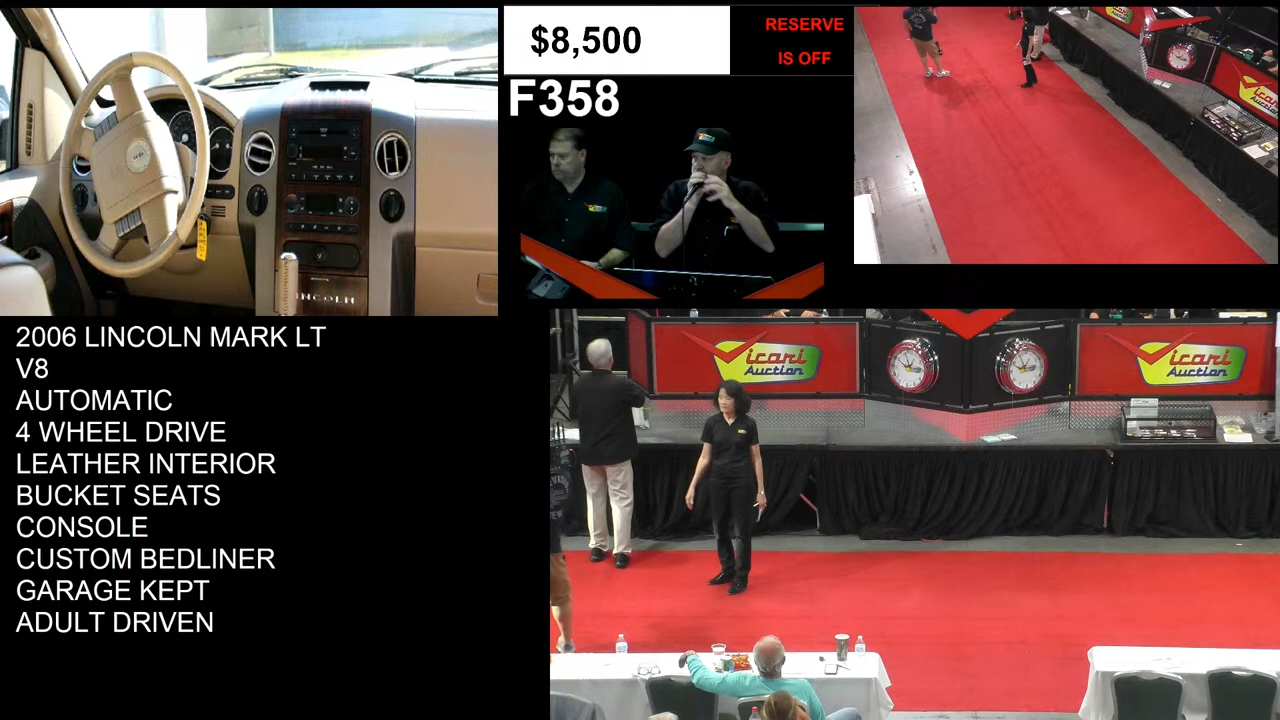 $8,500
RESERVE
IS OFF
F358
LINCOLN
2006 LINCOLN MARK LT
V8
AUTOMATIC
4 WHEEL DRIVE
LEATHER INTERIOR
BUCKET SEATS
CONSOLE
CUSTOM BEDLINER
GARAGE KEPT
ADULT DRIVEN
Vicari
Auction
Vicari
Auction